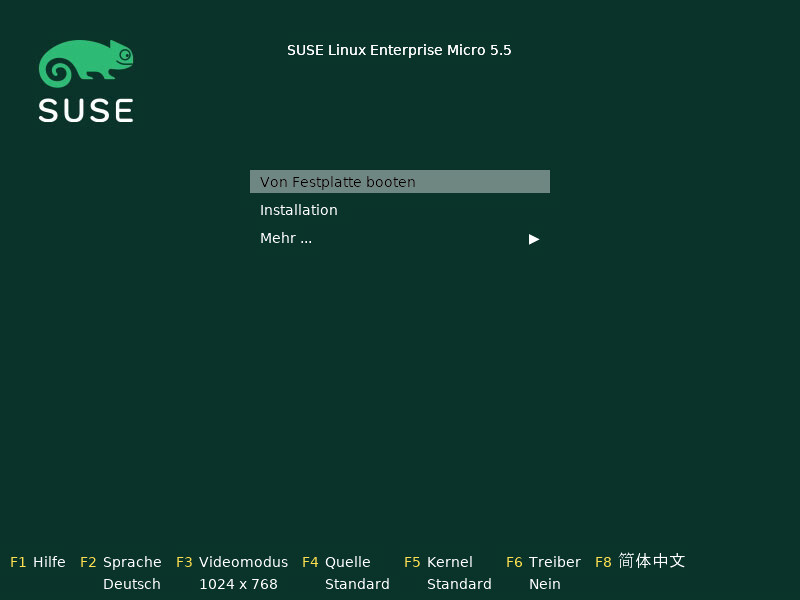 SUSE Linux Enterprise Micro 5.5
SUSE
Von Festplatte booten
Installation
Mehr ...
F1 Hilfe F2 Sprache F3 Videomodus F4 Quelle F5 Kernel F6 Treiber F8 简体中文
Deutsch 1024 x 768 Standard Standard Nein